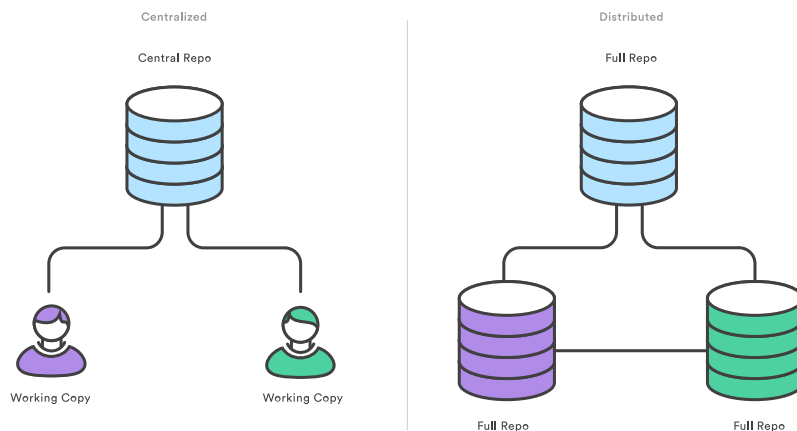 Centralized
Central Repo
Working Copy
Working Copy
Distributed
Full Repo
Full Repo
Full Repo